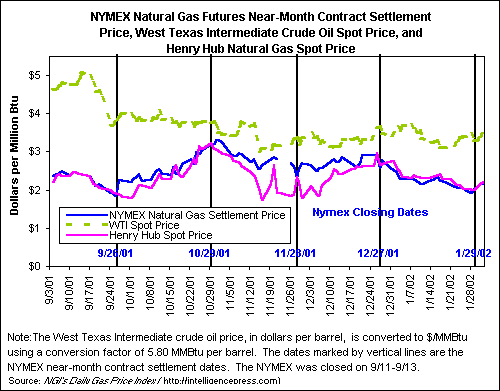 NYMEX Natural Gas Futures Near-Month Contract Settlement
Price, West Texas Intermediate Crude Oil Spot Price, and
Henry Hub Natural Gas Spot Price
Dollars per Million Btu
$5
$4
$3
$2
$1
$0
NYMEX Natural Gas Settlement Price
WTI Spot Price
Henry Hub Spot Price
Nymex Closing Dates
9/26/01
10/29/01
11/28/01
12/27/01
1/29/02
9/3/01
9/10/01
9/17/01
9/24/01
10/1/01
10/8/01
10/15/01
10/22/01
10/29/01
11/5/01
11/12/01
11/19/01
11/26/01
12/3/01
12/10/01
12/17/01
12/24/01
12/31/01
1/7/02
1/14/02
1/21/02
1/28/02
Note:The West Texas Intermediate crude oil price, in dollars per barrel, is converted to $/MMBtu
using a conversion factor of 5.80 MMBtu per barrel. The dates marked by vertical lines are the
NYMEX near-month contract settlement dates. The NYMEX was closed on 9/11-9/13.
Source: NGI's Daily Gas Price Index / http://intelligencepress.com)